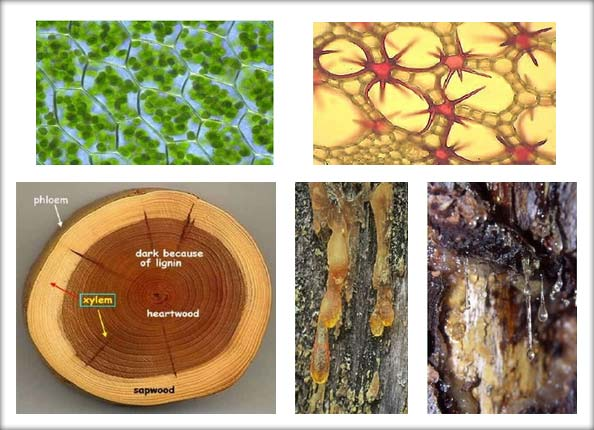 phloem
dark because
of lignin
xylem
heartwood
sapwood